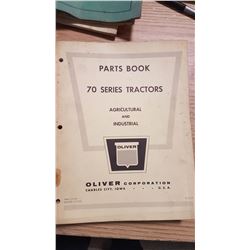 PARTS BOOK
70 SERIES TRACTORS
AGRICULTURAL
AND
INDUSTRIAL
OLIVER
OLIVER CORPORATION
CHARLES CITY, IOWA - - - U.S.A.